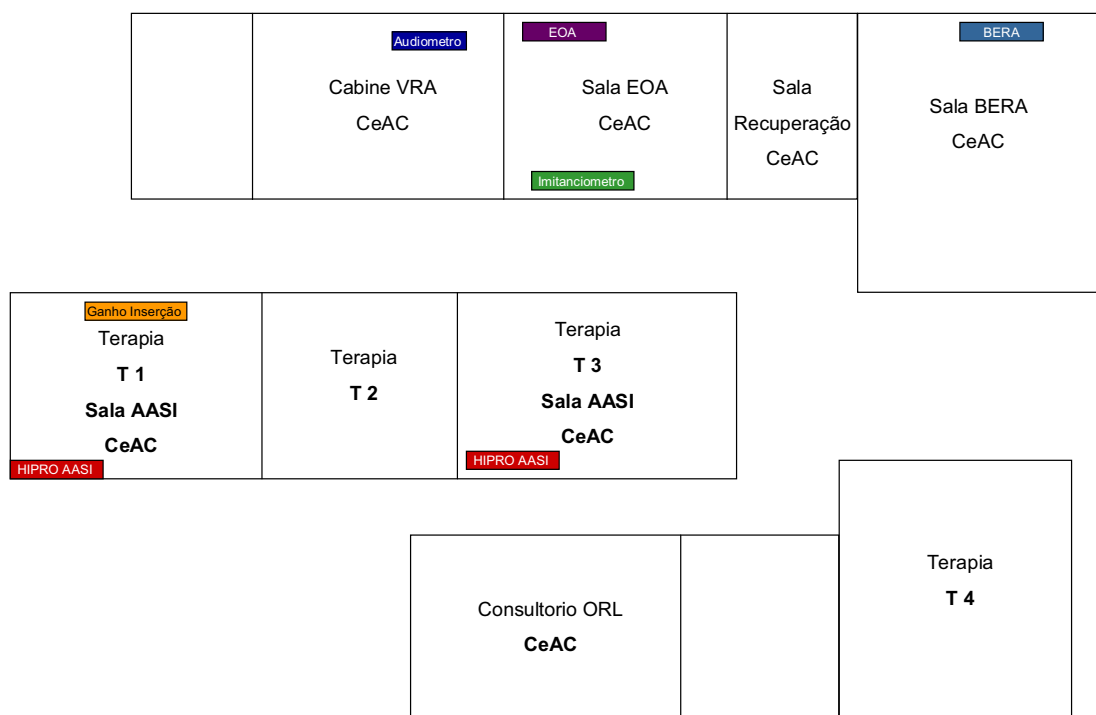 Audiometro
Cabine VRA
CeAC
EOA
Sala EOA
CeAC
Imitanciometro
Sala
Recuperação
CeAC
BERA
Sala BERA
CeAC
Ganho Inserção
Terapia
T 1
Sala AASI
CeAC
HIPRO AASI
Terapia
T 2
Terapia
T 3
Sala AASI
CeAC
HIPRO AASI
Consultorio ORL
CeAC
Terapia
T 4